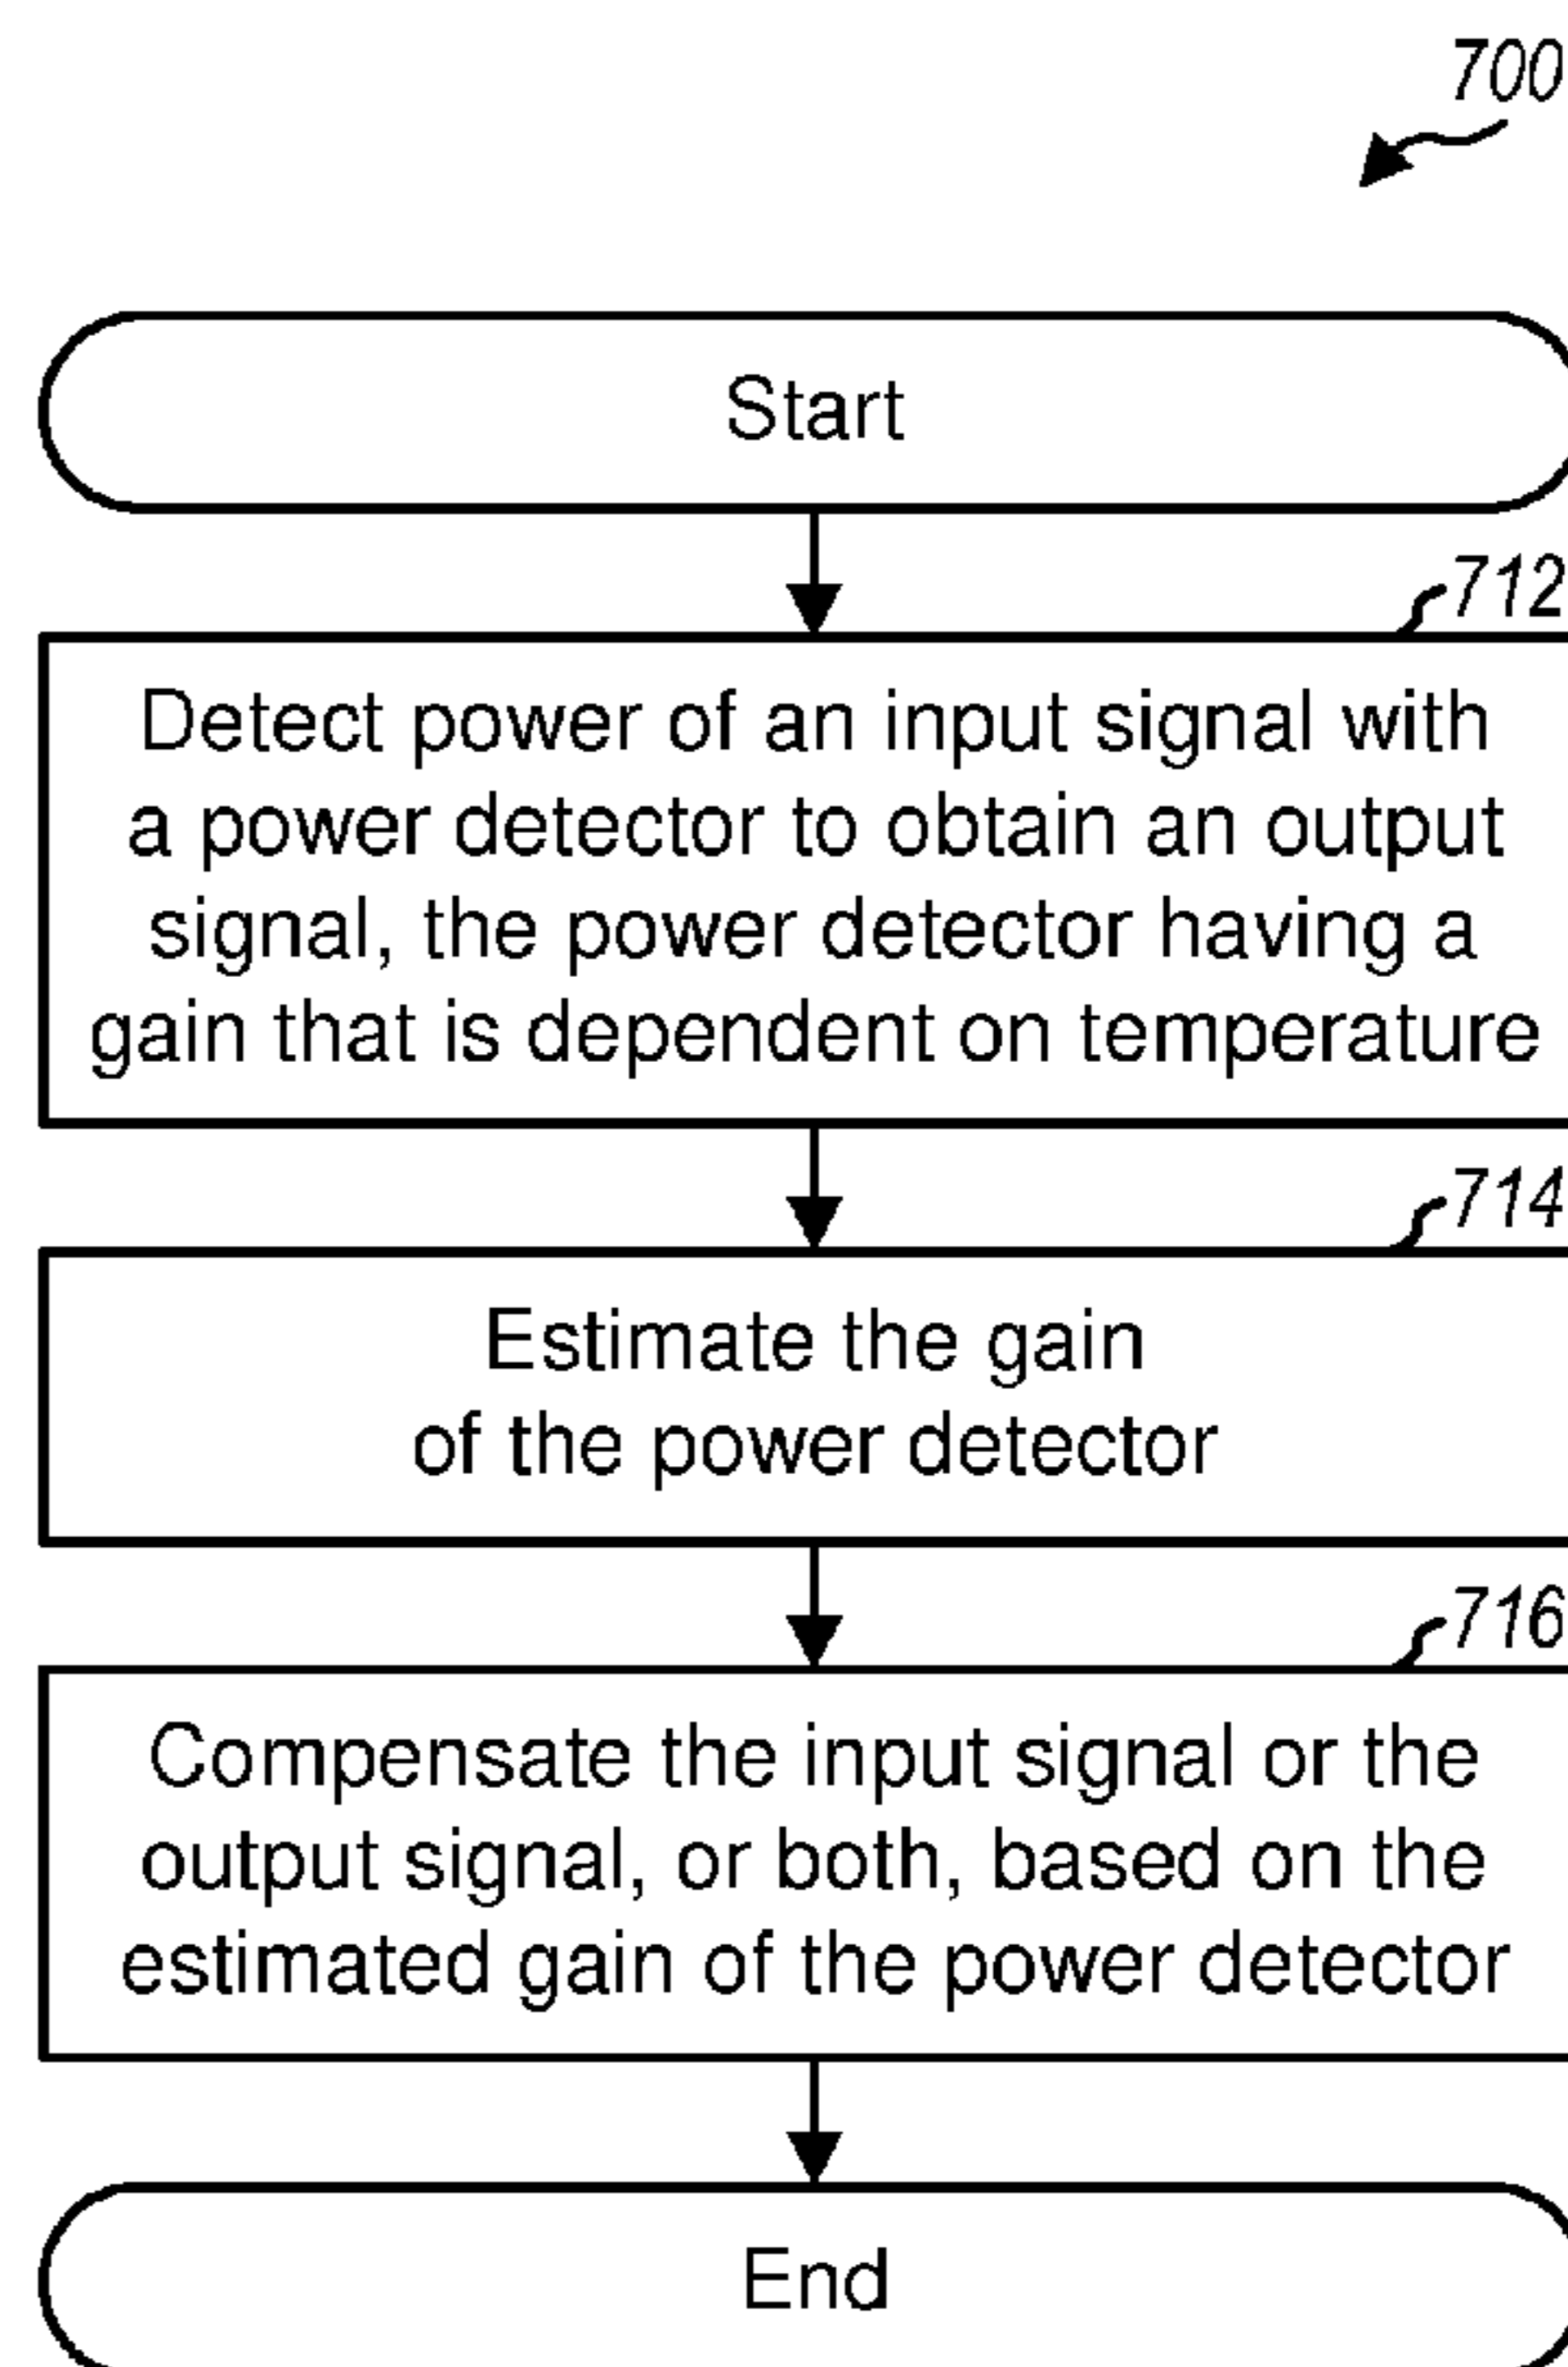 700
Start
712
Detect power of an input signal with
a power detector to obtain an output
signal, the power detector having a
gain that is dependent on temperature
714
Estimate the gain
of the power detector
716
Compensate the input signal or the
output signal, or both, based on the
estimated gain of the power detector
End